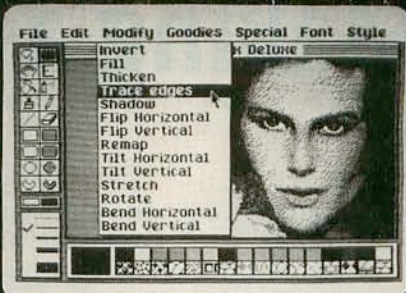 File Edit Modify Goodies Special Font Style
x Deluxe
Invert
Fill
Thicken
Trace edges
Shadow
Flip Horizontal
Flip Vertical
Remap
Tilt Horizontal
Tilt Vertical
Stretch
Rotate
Bend Horizontal
Bend Vertical